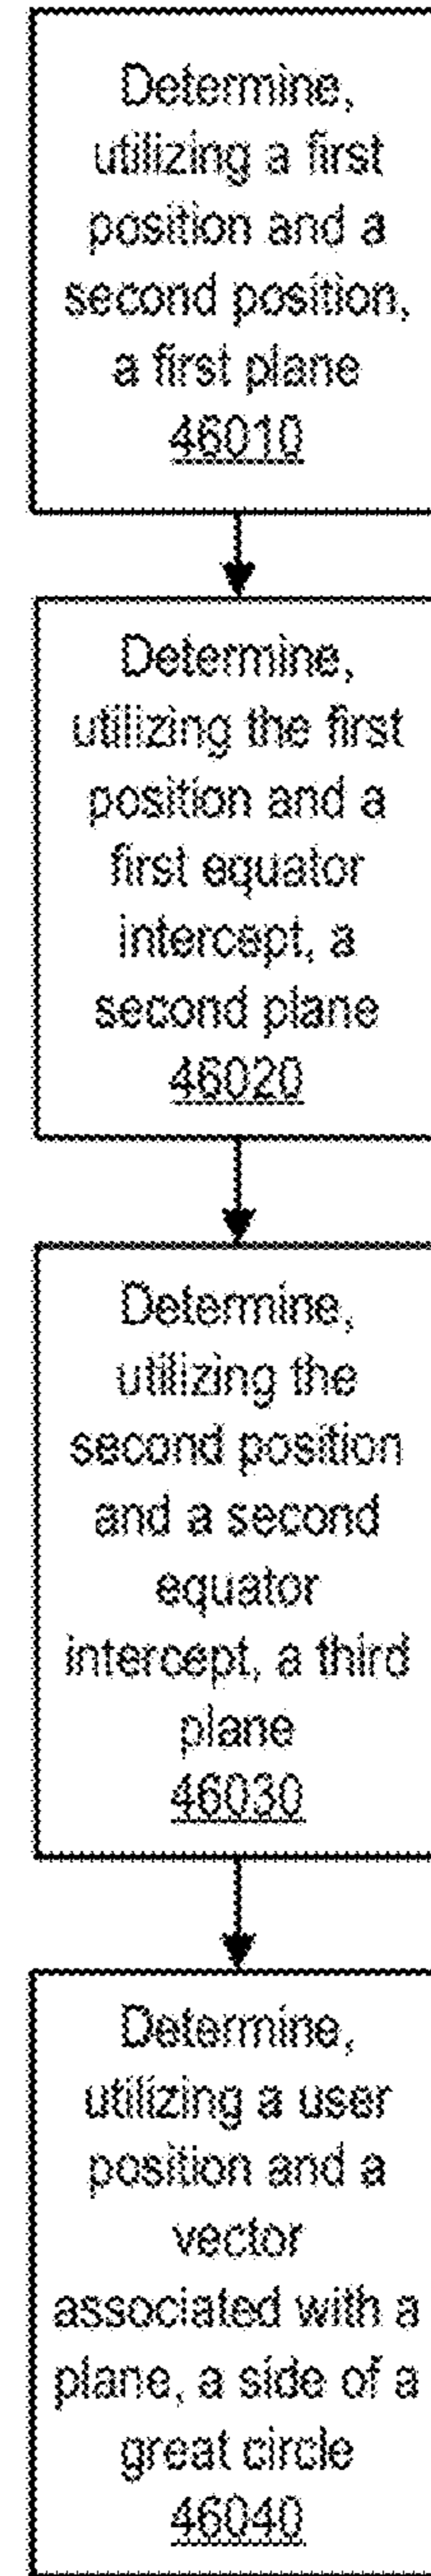 Determine,
utilizing a first
position and a
second position,
a first plane
46010
Determine,
utilizing the first
position and a
first equator
intercept, a
second plane
46020
Determine,
utilizing the
second position
and a second
equator
intercept, a third
plane
46030
Determine,
utilizing a user
position and a
vector
associated with a
plane, a side of a
great circle
46040